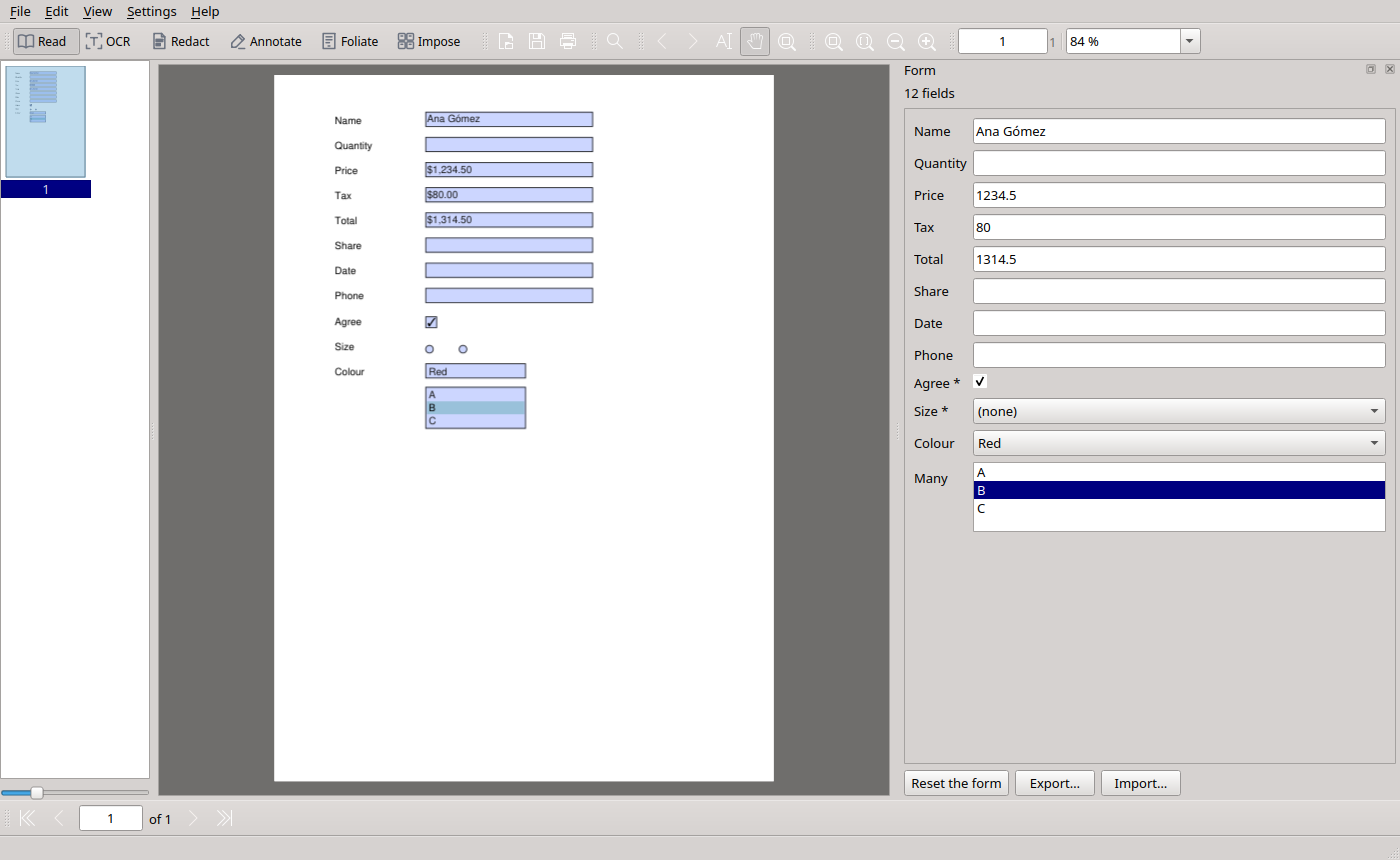 File Edit View Settings Help
Read OCR Redact Annotate Foliate Impose 1 1 84 %
1
Name Ana Gómez
Quantity
Price $1,234.50
Tax $80.00
Total $1,314.50
Share
Date
Phone
Agree
Size
Colour Red
A
B
C
Form
12 fields
Name Ana Gómez
Quantity
Price 1234.5
Tax 80
Total 1314.5
Share
Date
Phone
Agree *
Size * (none)
Colour Red
Many A
B
C
Reset the form Export... Import...
1 of 1